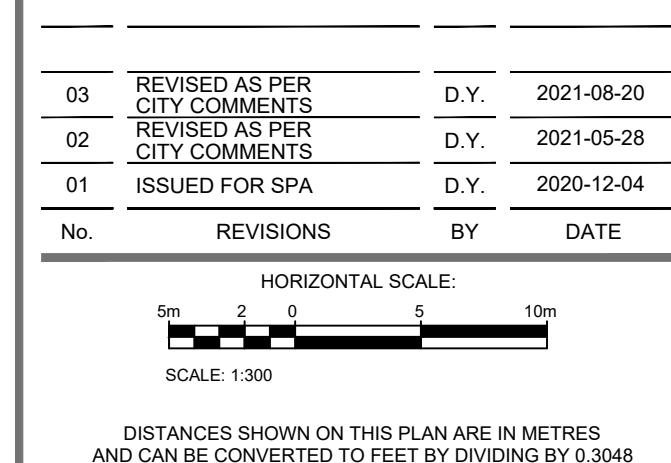 03 REVISED AS PER CITY COMMENTS D.Y. 2021-08-20
02 REVISED AS PER CITY COMMENTS D.Y. 2021-05-28
01 ISSUED FOR SPA D.Y. 2020-12-04
No. REVISIONS BY DATE
HORIZONTAL SCALE:
5m 2 0 5 10m
SCALE: 1:300
DISTANCES SHOWN ON THIS PLAN ARE IN METRES
AND CAN BE CONVERTED TO FEET BY DIVIDING BY 0.3048